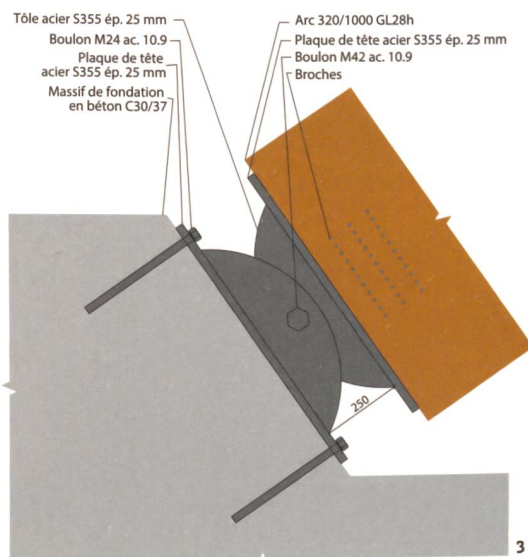 Tôle acier S355 ép. 25 mm
Boulon M24 ac. 10.9
Plaque de tête
acier S355 ép. 25 mm
Massif de fondation
en béton C30/37
Arc 320/1000 GL28h
Plaque de tête acier S355 ép. 25 mm
Boulon M42 ac. 10.9
Broches
250
3